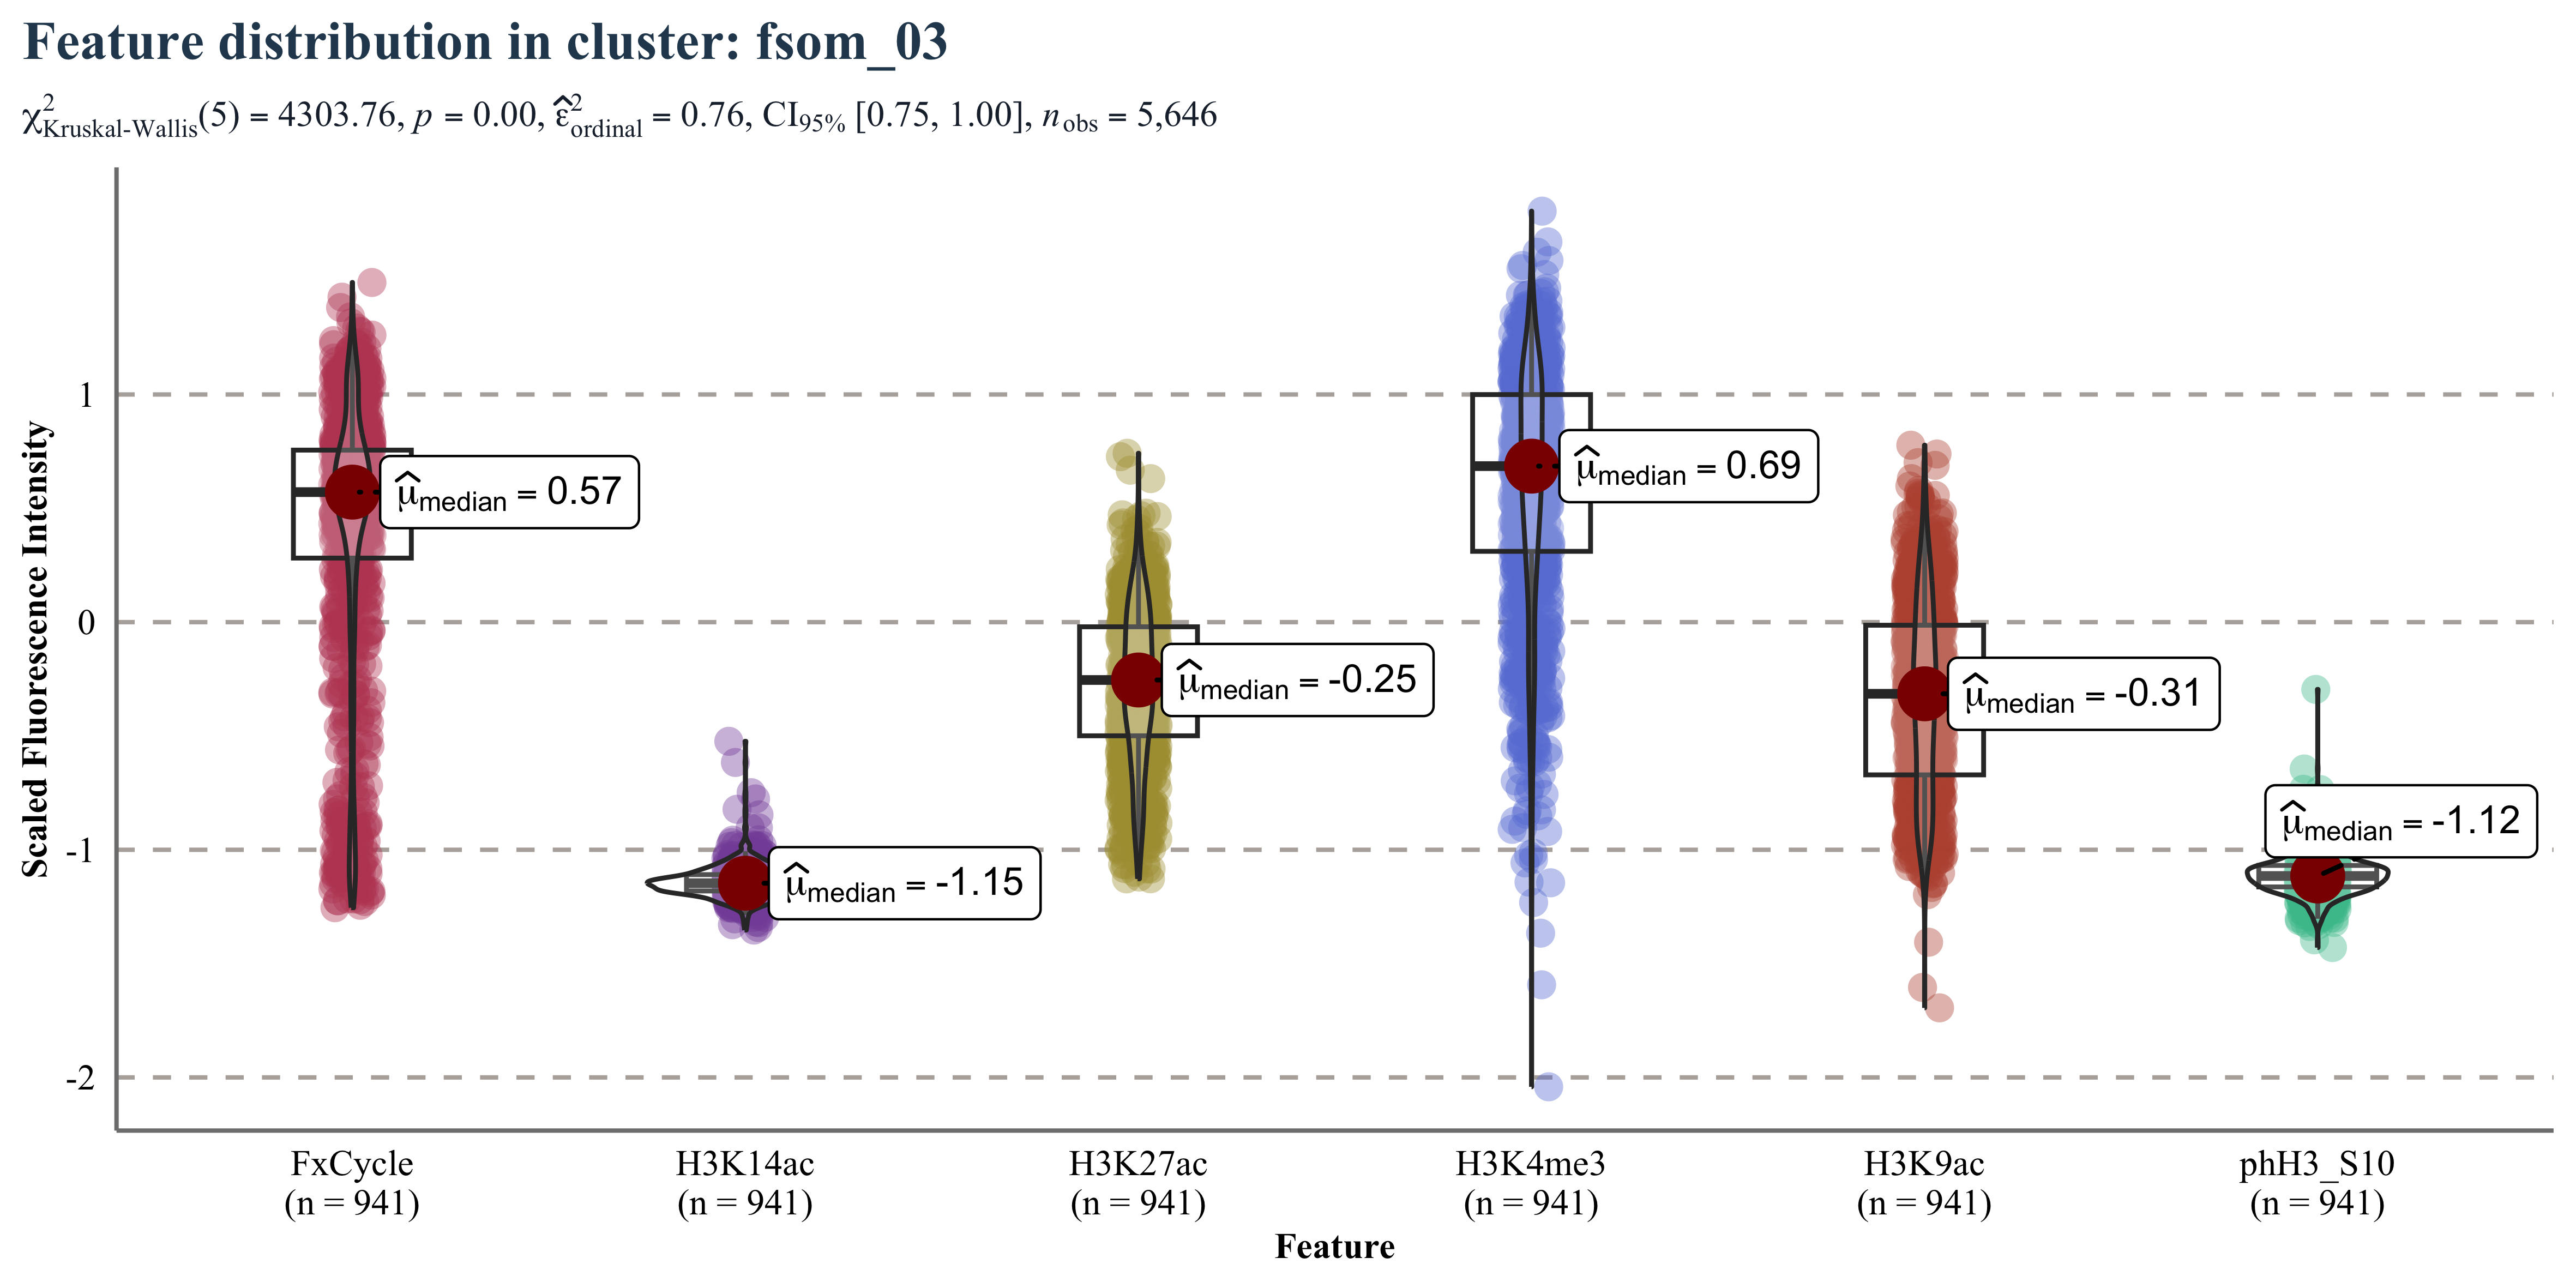 Feature distribution in cluster: fsom_03
χ²Kruskal-Wallis(5) = 4303.76, p = 0.00, ε̂²ordinal = 0.76, CI95% [0.75, 1.00], nobs = 5,646
Scaled Fluorescence Intensity
1
0
-1
-2
μ̂median = 0.57
μ̂median = -1.15
μ̂median = -0.25
μ̂median = 0.69
μ̂median = -0.31
μ̂median = -1.12
FxCycle
(n = 941)
H3K14ac
(n = 941)
H3K27ac
(n = 941)
H3K4me3
(n = 941)
H3K9ac
(n = 941)
phH3_S10
(n = 941)
Feature